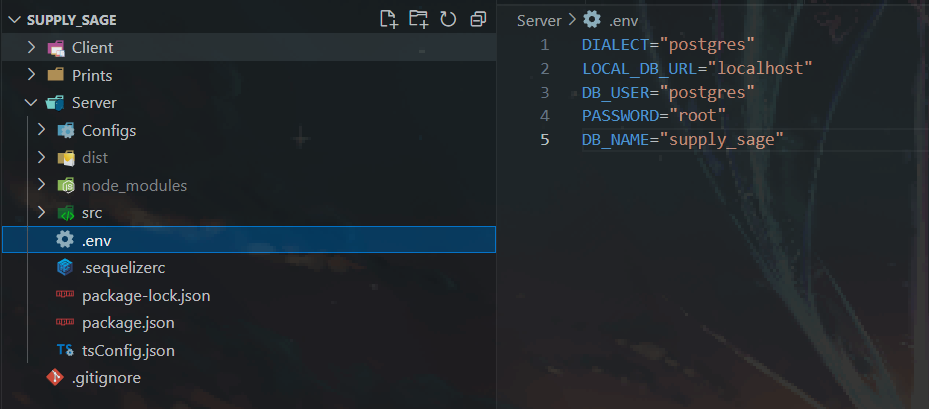 SUPPLY_SAGE
Client
Prints
Server
Configs
dist
node_modules
src
.env
.sequelizerc
package-lock.json
package.json
TS tsConfig.json
.gitignore
Server > .env
1 DIALECT="postgres"
2 LOCAL_DB_URL="localhost"
3 DB_USER="postgres"
4 PASSWORD="root"
5 DB_NAME="supply_sage"